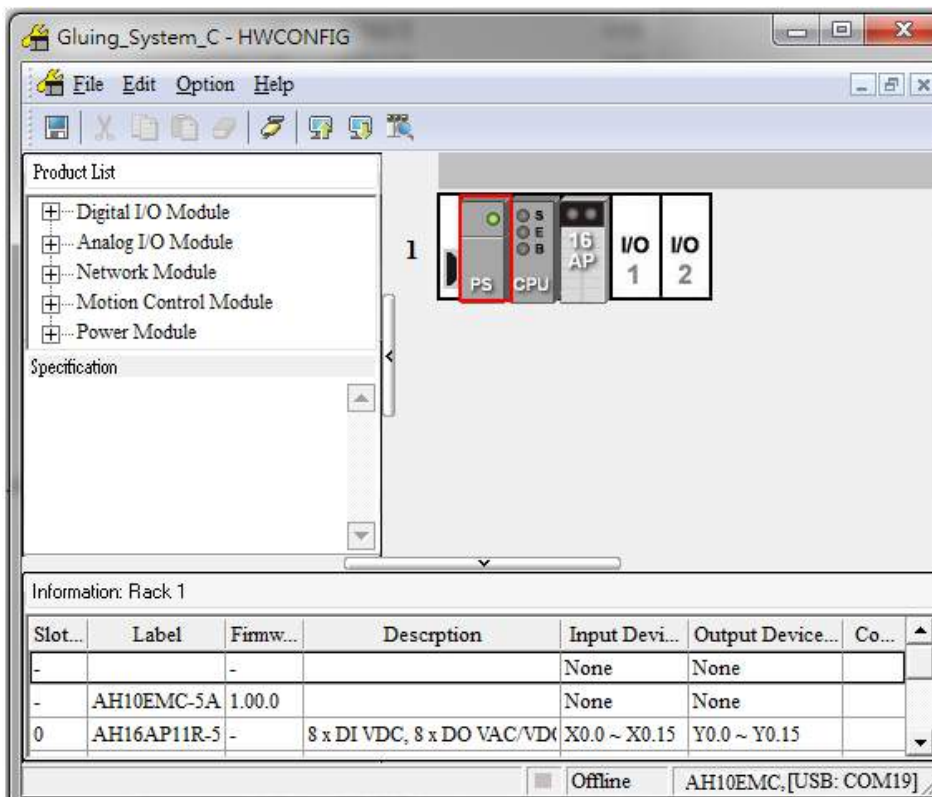 Gluing_System_C - HWCONFIG
File Edit Option Help
Product List
Digital I/O Module
Analog I/O Module
Network Module
Motion Control Module
Power Module
Specification
1
PS
S
E
B
CPU
16
AP
I/O
1
I/O
2
Information: Rack 1
Slot... Label Firmw... Descrption Input Devi... Output Device... Co...
- - None None
- AH10EMC-5A 1.00.0 None None
0 AH16AP11R-5 - 8 x DI VDC, 8 x DO VAC/VD X0.0 ~ X0.15 Y0.0 ~ Y0.15
Offline AH10EMC,[USB: COM19]